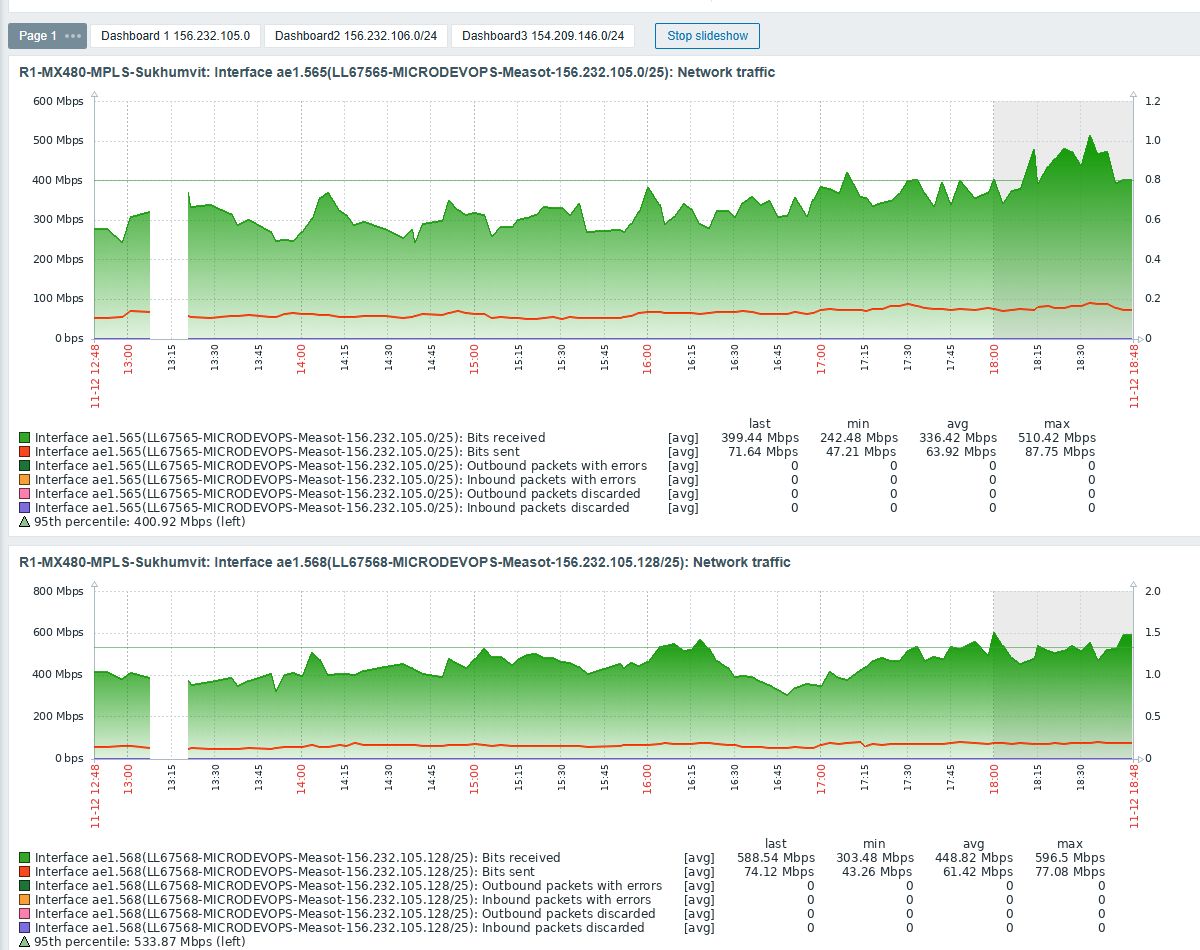 Page 1 ••• Dashboard 1 156.232.105.0 Dashboard2 156.232.106.0/24 Dashboard3 154.209.146.0/24 Stop slideshow
R1-MX480-MPLS-Sukhumvit: Interface ae1.565(LL67565-MICRODEVOPS-Measot-156.232.105.0/25): Network traffic
600 Mbps 1.2
500 Mbps 1.0
400 Mbps 0.8
300 Mbps 0.6
200 Mbps 0.4
100 Mbps 0.2
0 bps 0
11-12 12:48 13:00 13:15 13:30 13:45 14:00 14:15 14:30 14:45 15:00 15:15 15:30 15:45 16:00 16:15 16:30 16:45 17:00 17:15 17:30 17:45 18:00 18:15 18:30 11-12 18:48
last min avg max
Interface ae1.565(LL67565-MICRODEVOPS-Measot-156.232.105.0/25): Bits received [avg] 399.44 Mbps 242.48 Mbps 336.42 Mbps 510.42 Mbps
Interface ae1.565(LL67565-MICRODEVOPS-Measot-156.232.105.0/25): Bits sent [avg] 71.64 Mbps 47.21 Mbps 63.92 Mbps 87.75 Mbps
Interface ae1.565(LL67565-MICRODEVOPS-Measot-156.232.105.0/25): Outbound packets with errors [avg] 0 0 0 0
Interface ae1.565(LL67565-MICRODEVOPS-Measot-156.232.105.0/25): Inbound packets with errors [avg] 0 0 0 0
Interface ae1.565(LL67565-MICRODEVOPS-Measot-156.232.105.0/25): Outbound packets discarded [avg] 0 0 0 0
Interface ae1.565(LL67565-MICRODEVOPS-Measot-156.232.105.0/25): Inbound packets discarded [avg] 0 0 0 0
95th percentile: 400.92 Mbps (left)
R1-MX480-MPLS-Sukhumvit: Interface ae1.568(LL67568-MICRODEVOPS-Measot-156.232.105.128/25): Network traffic
800 Mbps 2.0
600 Mbps 1.5
400 Mbps 1.0
200 Mbps 0.5
0 bps 0
11-12 12:48 13:00 13:15 13:30 13:45 14:00 14:15 14:30 14:45 15:00 15:15 15:30 15:45 16:00 16:15 16:30 16:45 17:00 17:15 17:30 17:45 18:00 18:15 18:30 11-12 18:48
last min avg max
Interface ae1.568(LL67568-MICRODEVOPS-Measot-156.232.105.128/25): Bits received [avg] 588.54 Mbps 303.48 Mbps 448.82 Mbps 596.5 Mbps
Interface ae1.568(LL67568-MICRODEVOPS-Measot-156.232.105.128/25): Bits sent [avg] 74.12 Mbps 43.26 Mbps 61.42 Mbps 77.08 Mbps
Interface ae1.568(LL67568-MICRODEVOPS-Measot-156.232.105.128/25): Outbound packets with errors [avg] 0 0 0 0
Interface ae1.568(LL67568-MICRODEVOPS-Measot-156.232.105.128/25): Inbound packets with errors [avg] 0 0 0 0
Interface ae1.568(LL67568-MICRODEVOPS-Measot-156.232.105.128/25): Outbound packets discarded [avg] 0 0 0 0
Interface ae1.568(LL67568-MICRODEVOPS-Measot-156.232.105.128/25): Inbound packets discarded [avg] 0 0 0 0
95th percentile: 533.87 Mbps (left)